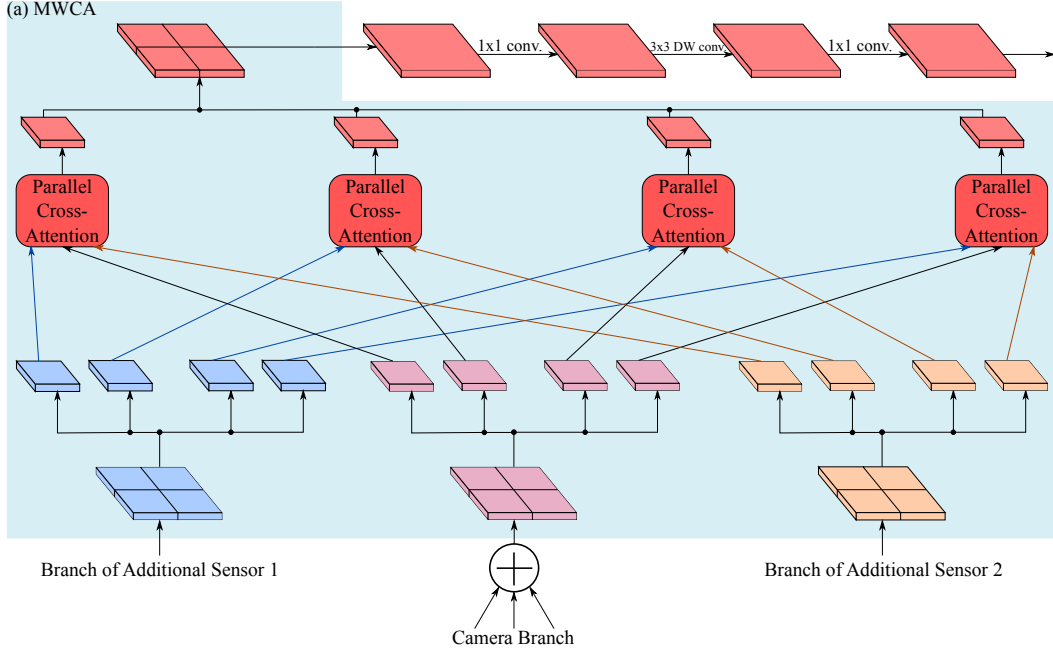 (a) MWCA
1x1 conv.
3x3 DW conv.
1x1 conv.
Parallel
Cross-
Attention
Parallel
Cross-
Attention
Parallel
Cross-
Attention
Parallel
Cross-
Attention
Branch of Additional Sensor 1
Branch of Additional Sensor 2
Camera Branch